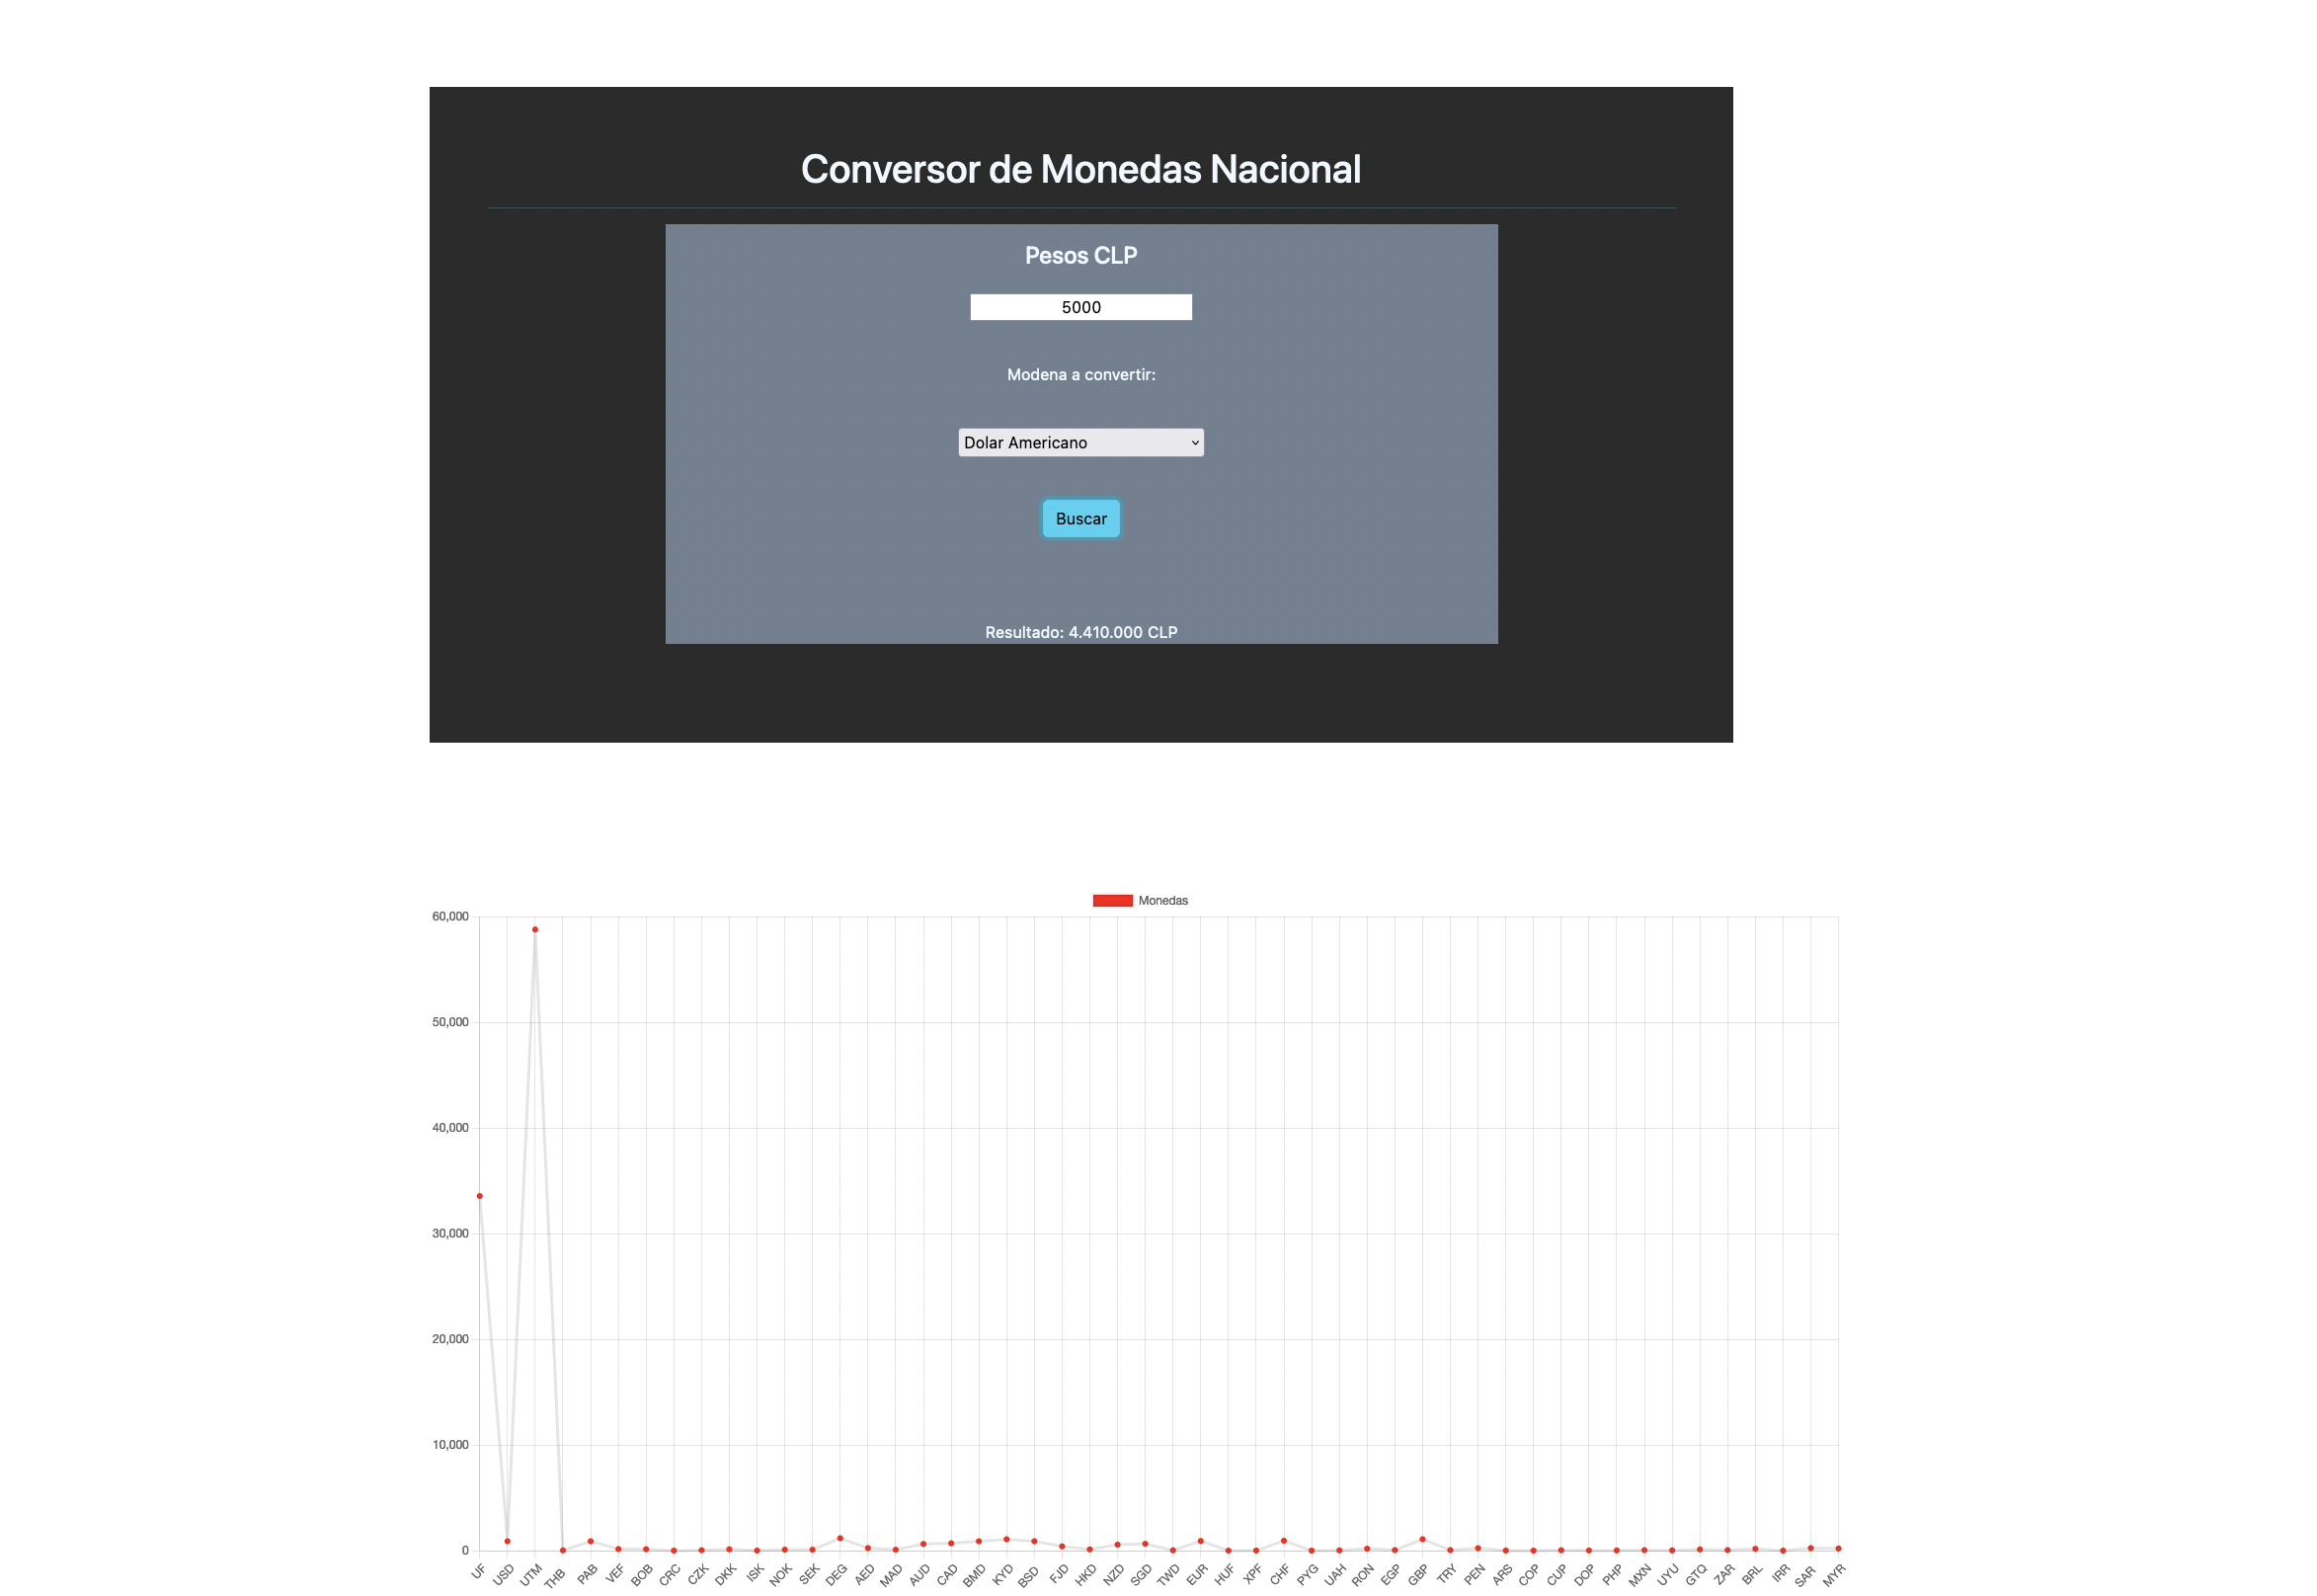 Conversor de Monedas Nacional
Pesos CLP
5000
Modena a convertir:
Dolar Americano
Buscar
Resultado: 4.410.000 CLP
Monedas
60,000
50,000
40,000
30,000
20,000
10,000
0
UF USD UTM THB PAB VEF BOB CRC CZK DKK ISK NOK SEK DEG AED MAD AUD CAD BMD KYD BSD FJD HKD NZD SGD TWD EUR HUF XPF CHF PYG UAH RON EGP GBP TRY PEN ARS COP CUP DOP PHP MXN UYU GTQ ZAR BRL IRR SAR MYR